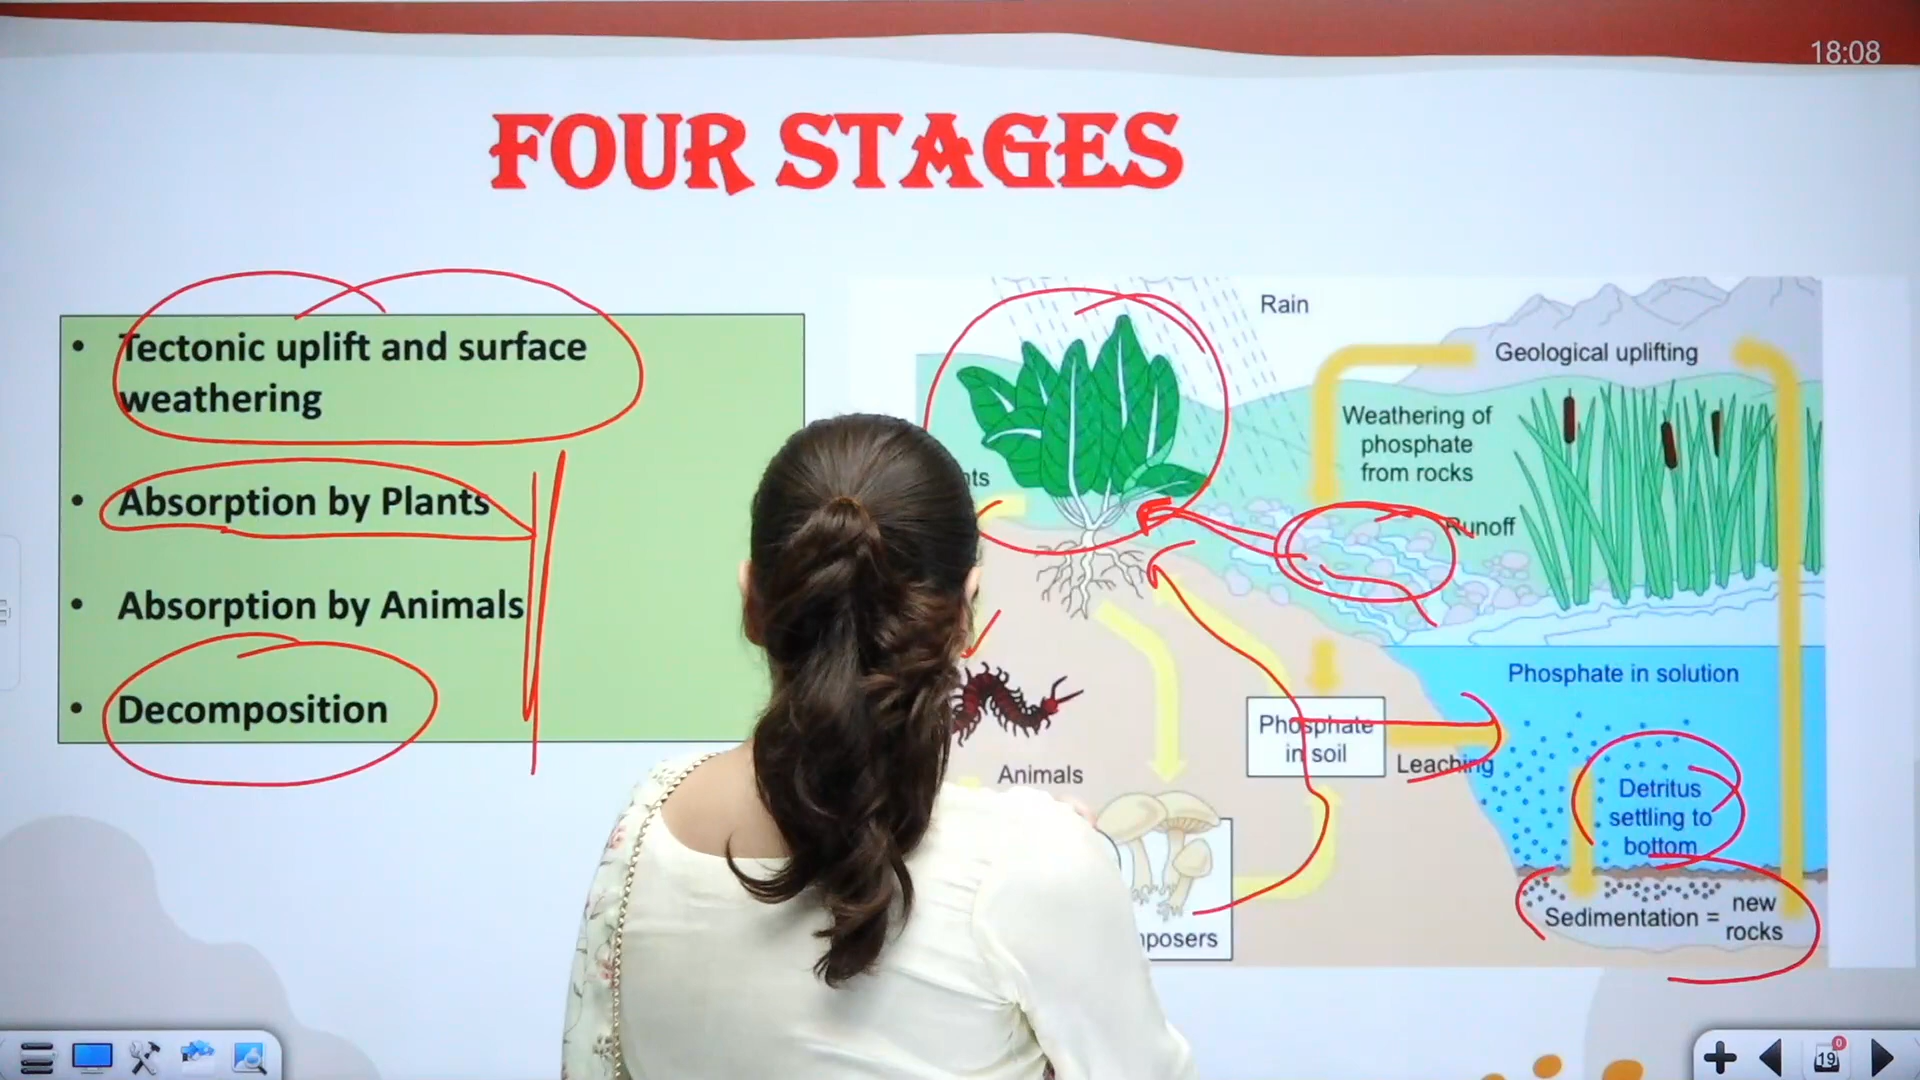 18:08
FOUR STAGES
• Tectonic uplift and surface
weathering
• Absorption by Plants
• Absorption by Animals
• Decomposition
Rain
Geological uplifting
Weathering of
phosphate
from rocks
Runoff
Phosphate in solution
Phosphate
in soil
Leaching
Animals
Detritus
settling to
bottom
Sedimentation = new
rocks
19
0